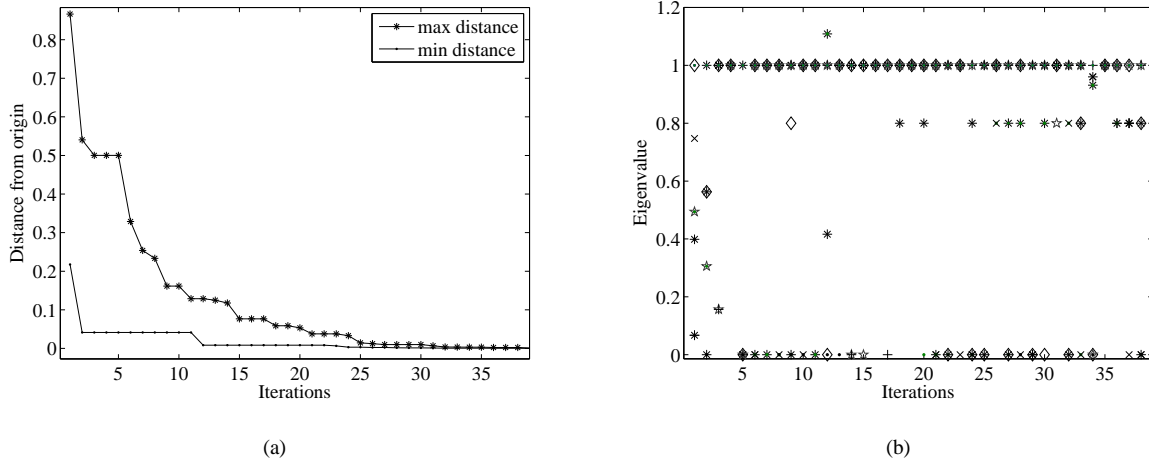 max distance
min distance
Distance from origin
0.8
0.7
0.6
0.5
0.4
0.3
0.2
0.1
0
5 10 15 20 25 30 35
Iterations
(a)
Eigenvalue
1.2
1
0.8
0.6
0.4
0.2
0
5 10 15 20 25 30 35
Iterations
(b)